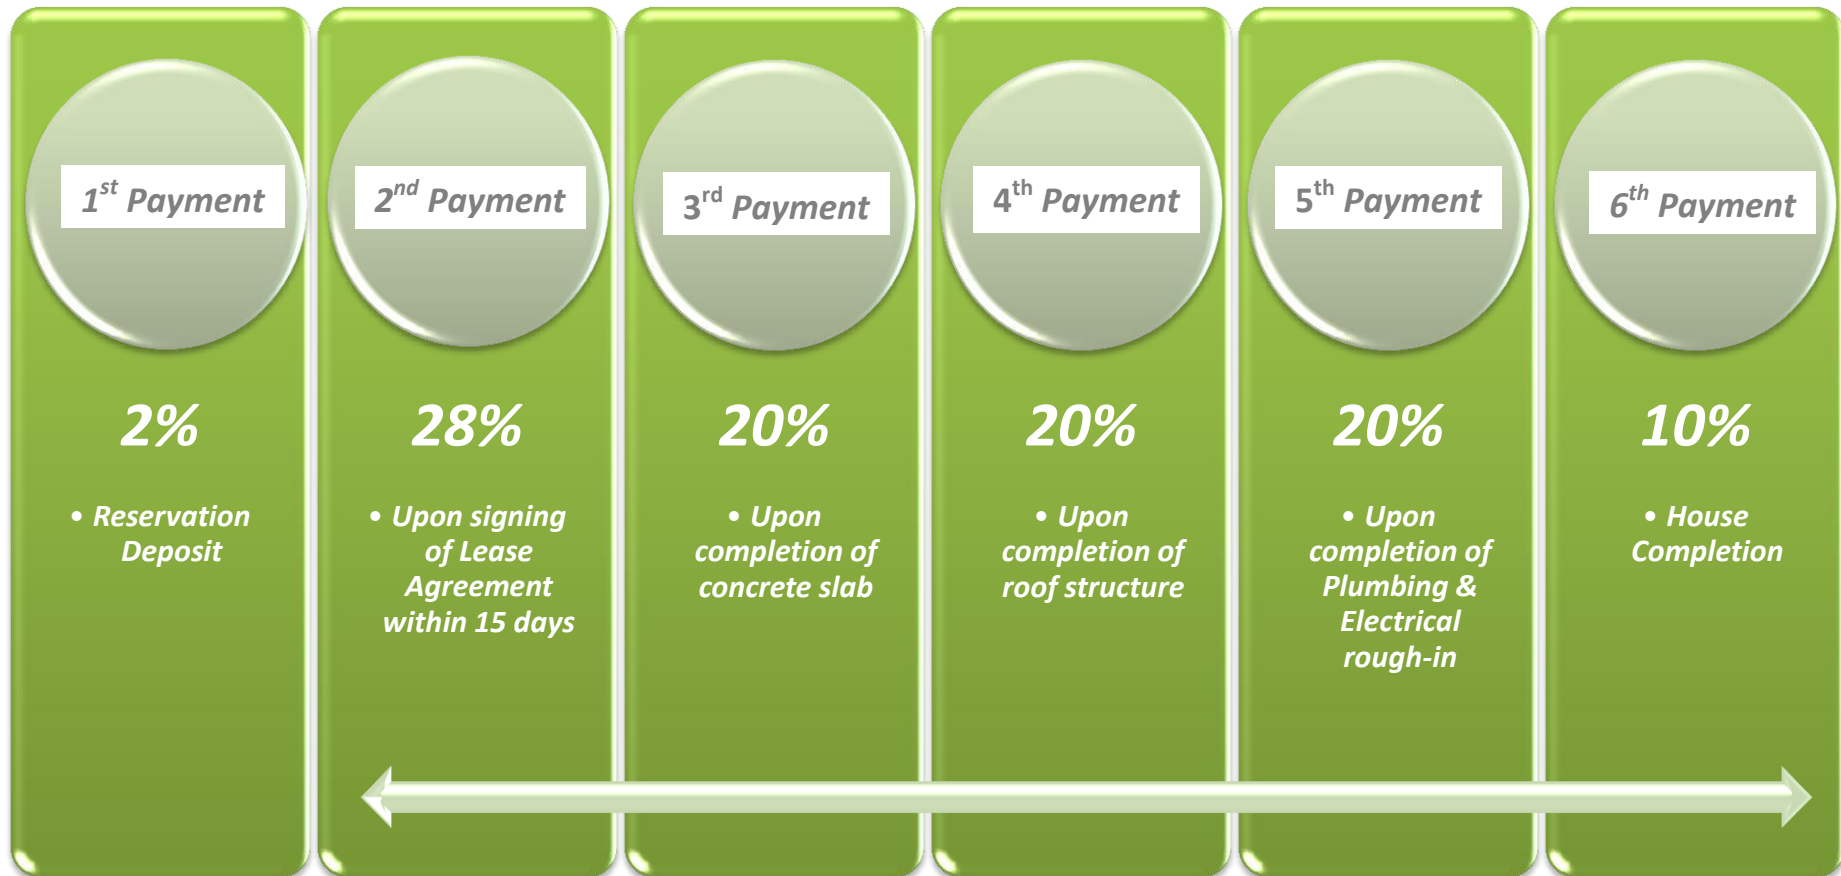 1st Payment
2%
• Reservation
Deposit
2nd Payment
28%
• Upon signing
of Lease
Agreement
within 15 days
3rd Payment
20%
• Upon
completion of
concrete slab
4th Payment
20%
• Upon
completion of
roof structure
5th Payment
20%
• Upon
completion of
Plumbing &
Electrical
rough-in
6th Payment
10%
• House
Completion